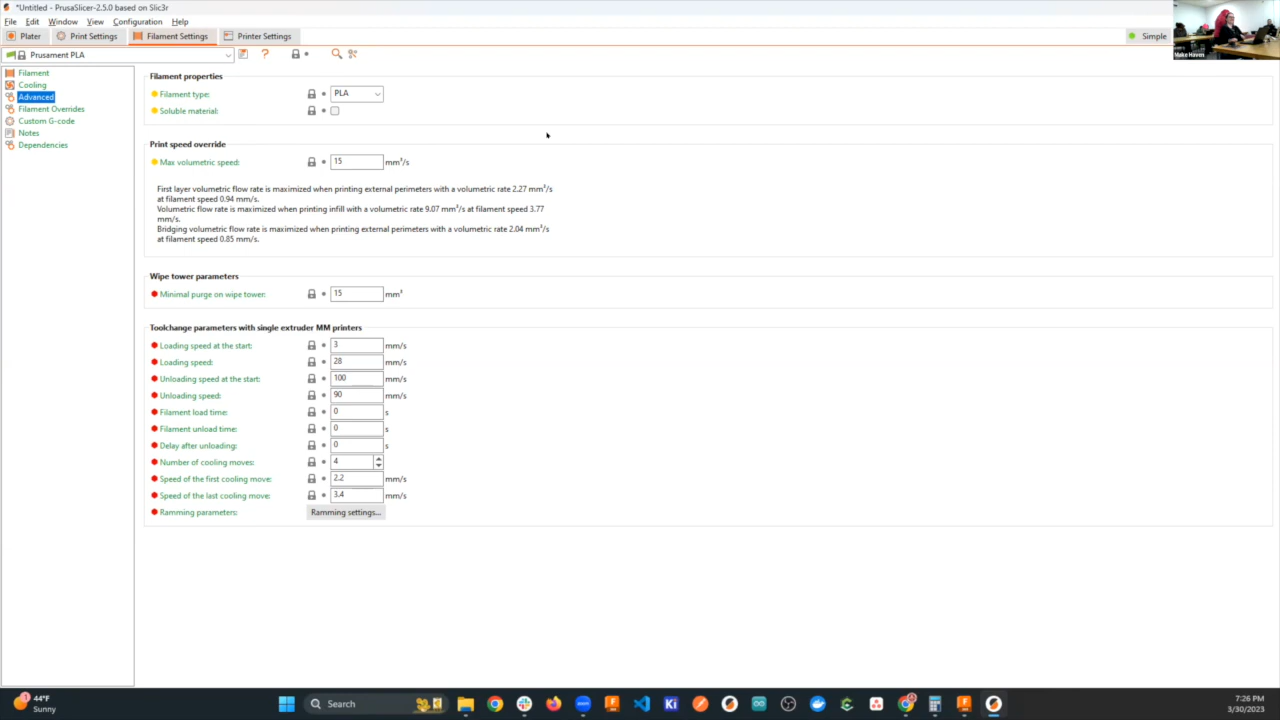 *Untitled - PrusaSlicer-2.5.0 based on Slic3r
File Edit Window View Configuration Help
Plater Print Settings Filament Settings Printer Settings Simple
Make Haven
Prusament PLA
Filament
Cooling
Advanced
Filament Overrides
Custom G-code
Notes
Dependencies
Filament properties
Filament type: PLA
Soluble material:
Print speed override
Max volumetric speed: 15 mm³/s
First layer volumetric flow rate is maximized when printing external perimeters with a volumetric rate 2.27 mm³/s
at filament speed 0.94 mm/s.
Volumetric flow rate is maximized when printing infill with a volumetric rate 9.07 mm³/s at filament speed 3.77
mm/s.
Bridging volumetric flow rate is maximized when printing external perimeters with a volumetric rate 2.04 mm³/s
at filament speed 0.85 mm/s.
Wipe tower parameters
Minimal purge on wipe tower: 15 mm³
Toolchange parameters with single extruder MM printers
Loading speed at the start: 3 mm/s
Loading speed: 28 mm/s
Unloading speed at the start: 100 mm/s
Unloading speed: 90 mm/s
Filament load time: 0 s
Filament unload time: 0 s
Delay after unloading: 0 s
Number of cooling moves: 4
Speed of the first cooling move: 2.2 mm/s
Speed of the last cooling move: 3.4 mm/s
Ramming parameters: Ramming settings...
1
44°F
Sunny
Search
Ki
7:26 PM
3/30/2023